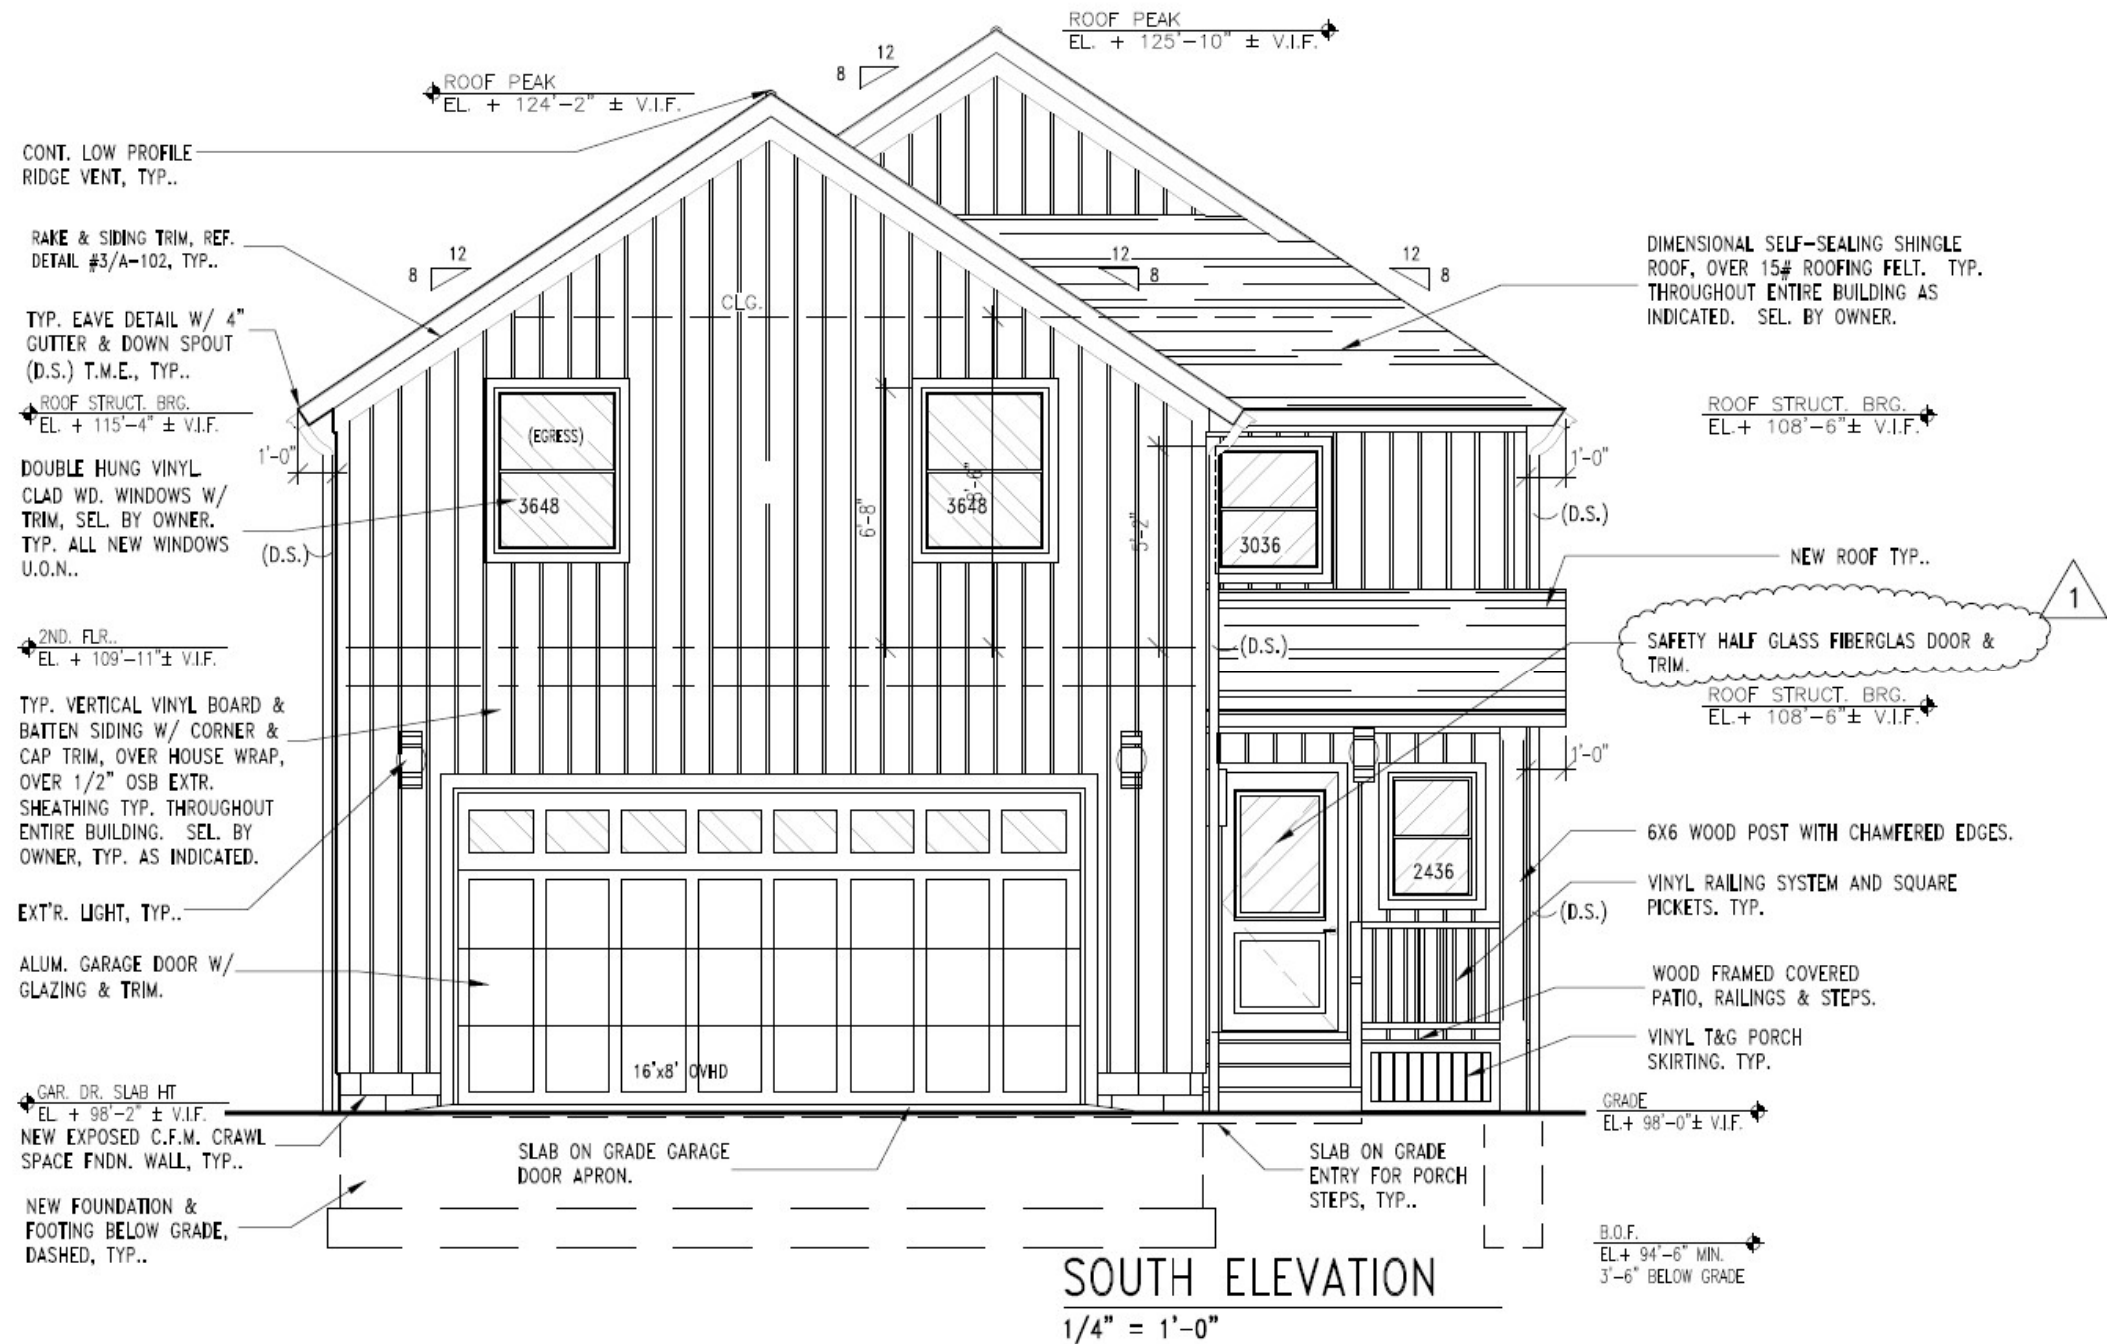 ROOF PEAK
EL. + 125'-10" ± V.I.F.
12
8
ROOF PEAK
EL. + 124'-2" ± V.I.F.
CONT. LOW PROFILE
RIDGE VENT, TYP..
RAKE & SIDING TRIM, REF.
DETAIL #3/A-102, TYP..
12
8
12
8
12
8
CLG.
DIMENSIONAL SELF-SEALING SHINGLE
ROOF, OVER 15# ROOFING FELT. TYP.
THROUGHOUT ENTIRE BUILDING AS
INDICATED. SEL. BY OWNER.
TYP. EAVE DETAIL W/ 4"
GUTTER & DOWN SPOUT
(D.S.) T.M.E., TYP..
ROOF STRUCT. BRG.
EL. + 115'-4" ± V.I.F.
ROOF STRUCT. BRG.
EL.+ 108'-6"± V.I.F.
1'-0"
(EGRESS)
3648
3648
8'-6"
6'-8"
5'-2"
3036
1'-0"
(D.S.)
DOUBLE HUNG VINYL
CLAD WD. WINDOWS W/
TRIM, SEL. BY OWNER.
TYP. ALL NEW WINDOWS
U.O.N..
(D.S.)
NEW ROOF TYP..
1
SAFETY HALF GLASS FIBERGLAS DOOR &
TRIM.
2ND. FLR..
EL. + 109'-11"± V.I.F.
(D.S.)
ROOF STRUCT. BRG.
EL.+ 108'-6"± V.I.F.
1'-0"
TYP. VERTICAL VINYL BOARD &
BATTEN SIDING W/ CORNER &
CAP TRIM, OVER HOUSE WRAP,
OVER 1/2" OSB EXTR.
SHEATHING TYP. THROUGHOUT
ENTIRE BUILDING. SEL. BY
OWNER, TYP. AS INDICATED.
2436
6X6 WOOD POST WITH CHAMFERED EDGES.
VINYL RAILING SYSTEM AND SQUARE
PICKETS. TYP.
(D.S.)
EXT'R. LIGHT, TYP..
ALUM. GARAGE DOOR W/
GLAZING & TRIM.
WOOD FRAMED COVERED
PATIO, RAILINGS & STEPS.
VINYL T&G PORCH
SKIRTING. TYP.
16'x8' OVHD
GAR. DR. SLAB HT
EL. + 98'-2" ± V.I.F.
GRADE
EL.+ 98'-0"± V.I.F.
NEW EXPOSED C.F.M. CRAWL
SPACE FNDN. WALL, TYP..
SLAB ON GRADE GARAGE
DOOR APRON.
SLAB ON GRADE
ENTRY FOR PORCH
STEPS, TYP..
NEW FOUNDATION &
FOOTING BELOW GRADE,
DASHED, TYP..
B.O.F.
EL.+ 94'-6" MIN.
3'-6" BELOW GRADE
SOUTH ELEVATION
1/4" = 1'-0"